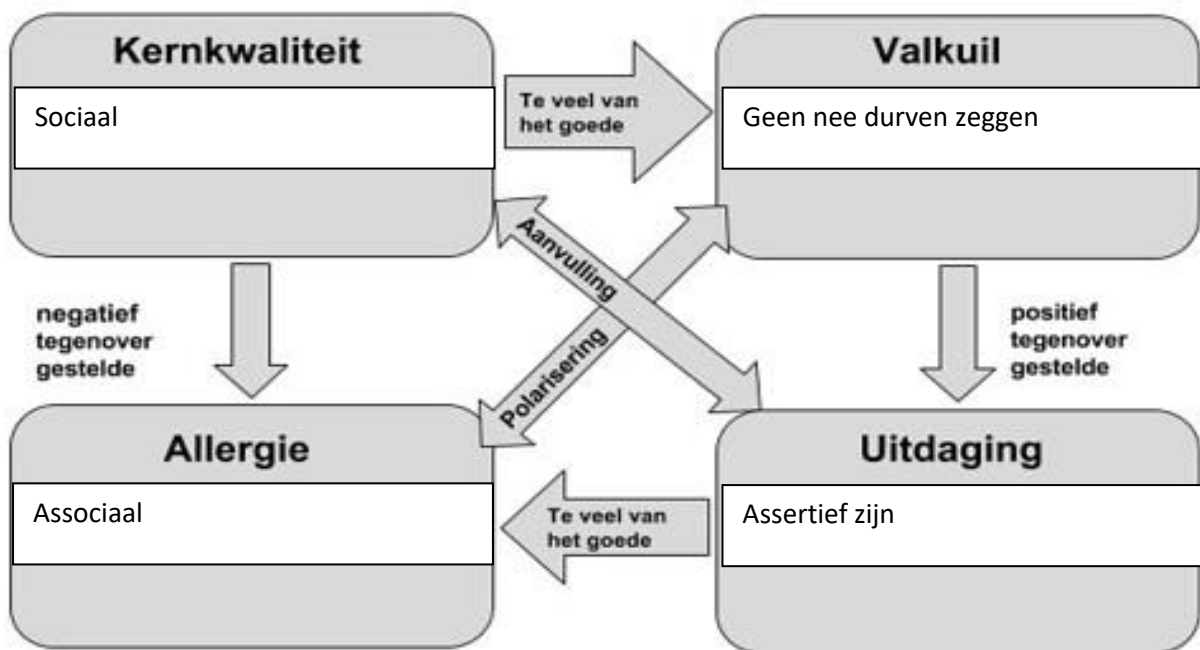 Kernkwaliteit
Sociaal
Te veel van
het goede
Valkuil
Geen nee durven zeggen
Aanvulling
Polarisering
negatief
tegenover
gestelde
positief
tegenover
gestelde
Allergie
Associaal
Te veel van
het goede
Uitdaging
Assertief zijn